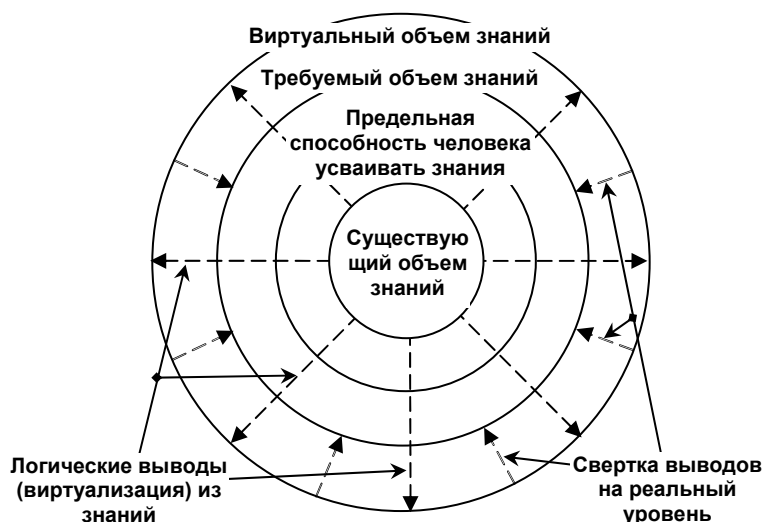 Виртуальный объем знаний
Требуемый объем знаний
Предельная
способность человека
усваивать знания
Существую
щий объем
знаний
Логические выводы
(виртуализация) из
знаний
Свертка выводов
на реальный
уровень